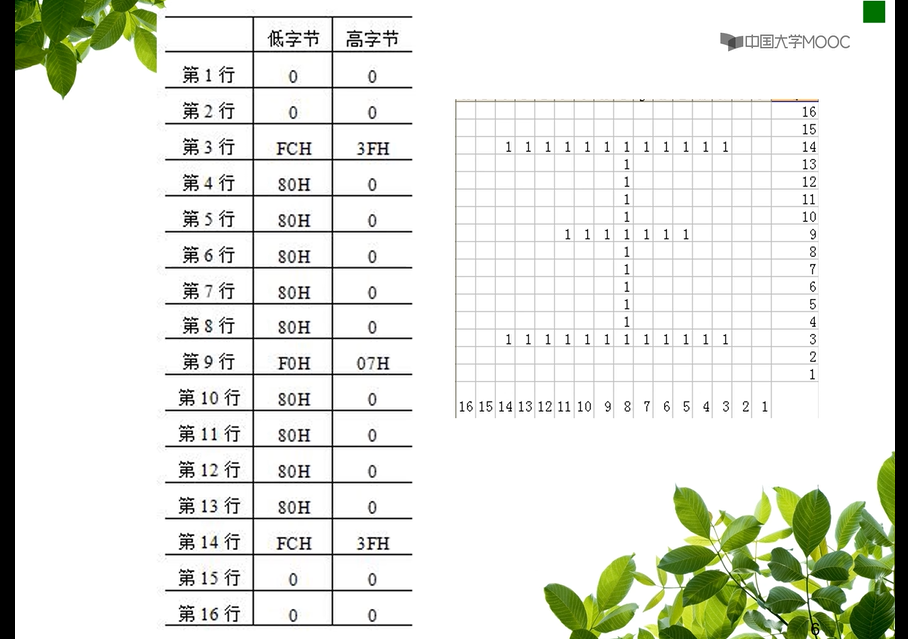 低字节 高字节
第 1 行 0 0
第 2 行 0 0
第 3 行 FCH 3FH
第 4 行 80H 0
第 5 行 80H 0
第 6 行 80H 0
第 7 行 80H 0
第 8 行 80H 0
第 9 行 F0H 07H
第 10 行 80H 0
第 11 行 80H 0
第 12 行 80H 0
第 13 行 80H 0
第 14 行 FCH 3FH
第 15 行 0 0
第 16 行 0 0
中国大学MOOC
16
15
1 1 1 1 1 1 1 1 1 1 1 1 14
1 13
1 12
1 11
1 10
1 1 1 1 1 1 1 9
1 8
1 7
1 6
1 5
1 4
1 1 1 1 1 1 1 1 1 1 1 1 3
2
1
16 15 14 13 12 11 10 9 8 7 6 5 4 3 2 1
6